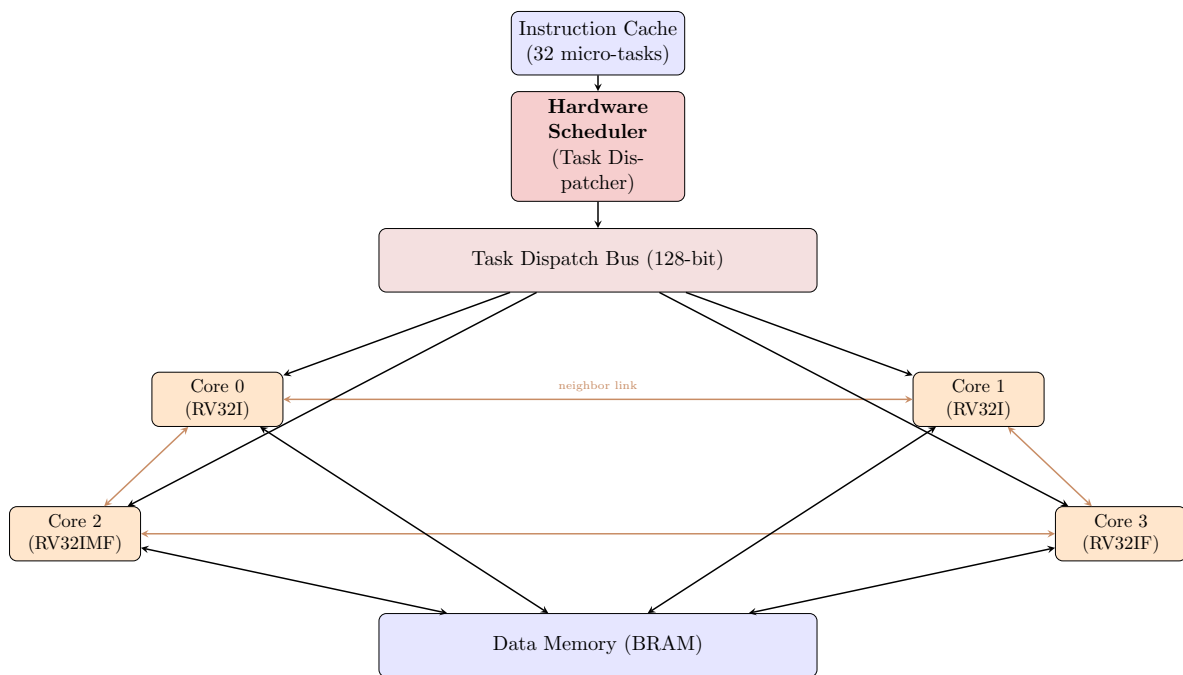 Instruction Cache
(32 micro-tasks)
Hardware
Scheduler
(Task Dis-
patcher)
Task Dispatch Bus (128-bit)
Core 0
(RV32I)
neighbor link
Core 1
(RV32I)
Core 2
(RV32IMF)
Core 3
(RV32IF)
Data Memory (BRAM)